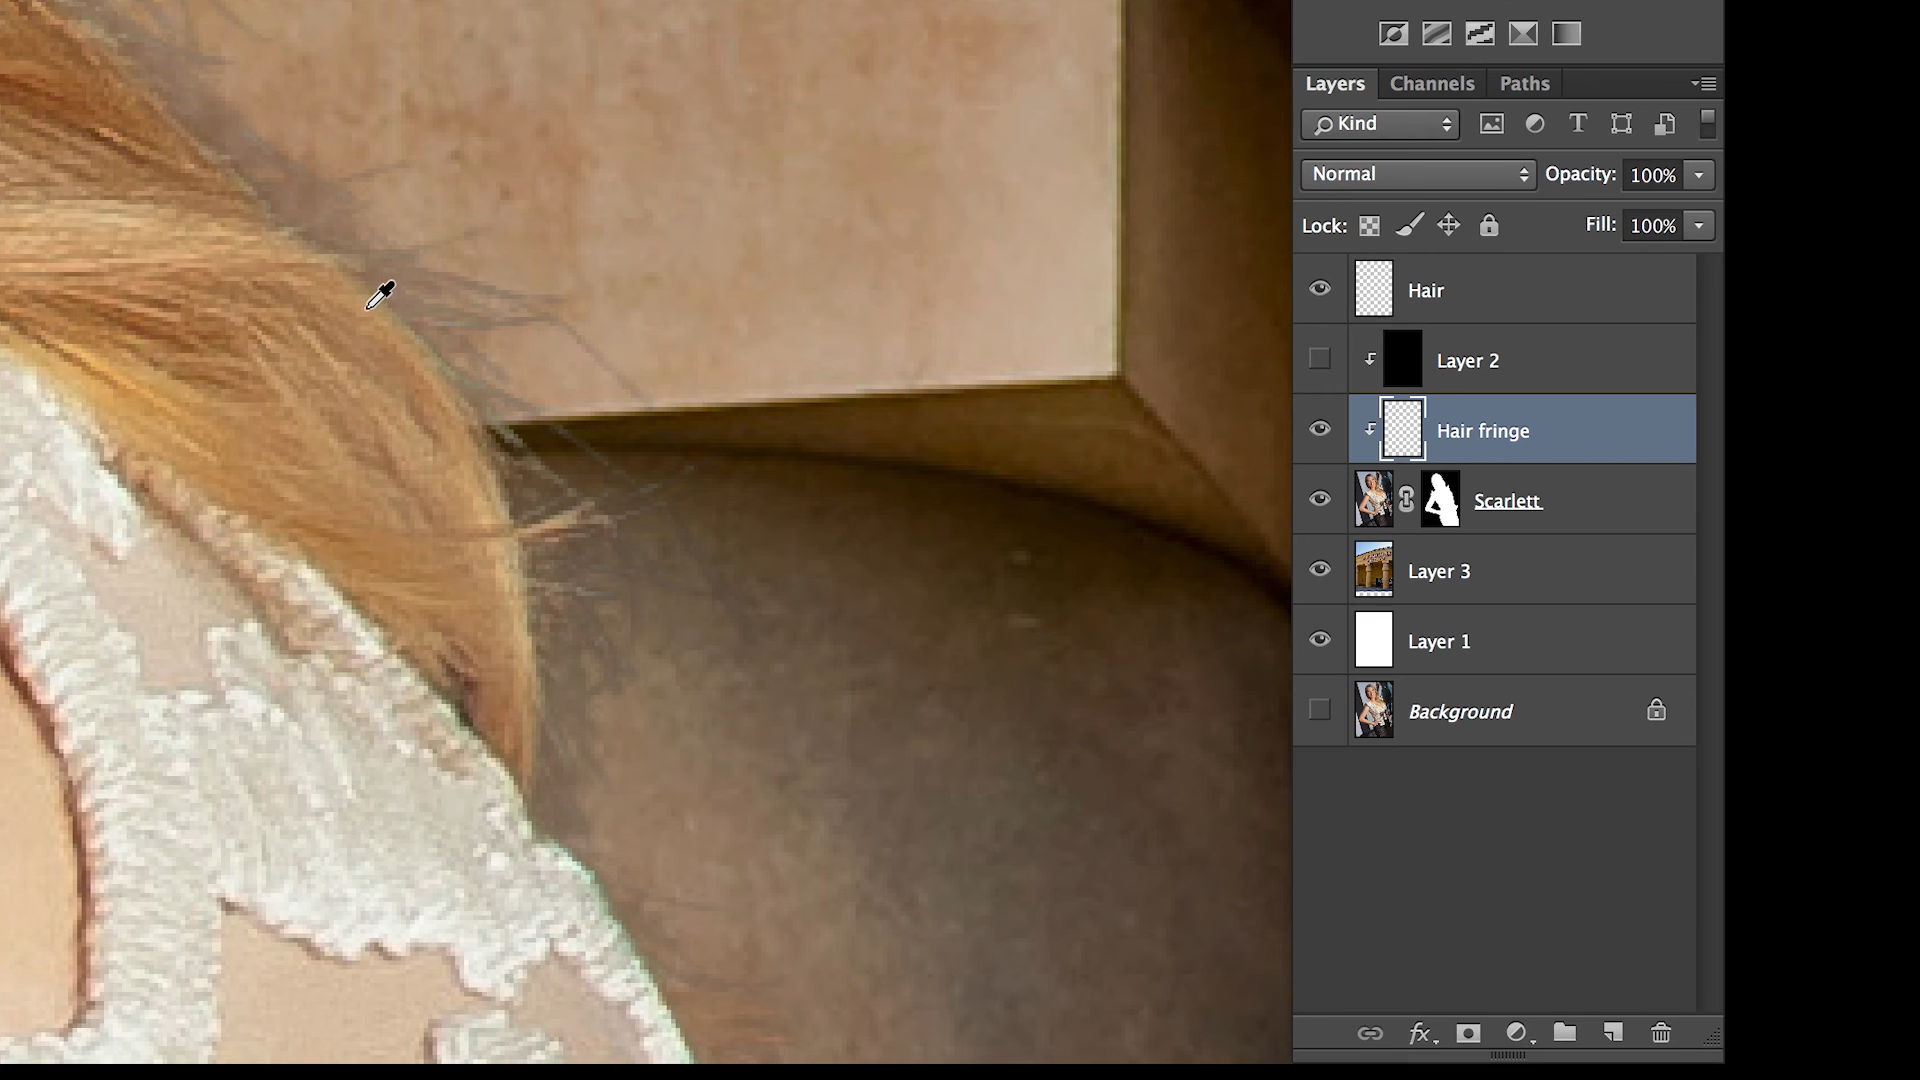 Layers Channels Paths
Kind T
Normal Opacity: 100%
Lock: Fill: 100%
Hair
Layer 2
Hair fringe
Scarlett
Layer 3
Layer 1
Background
fx